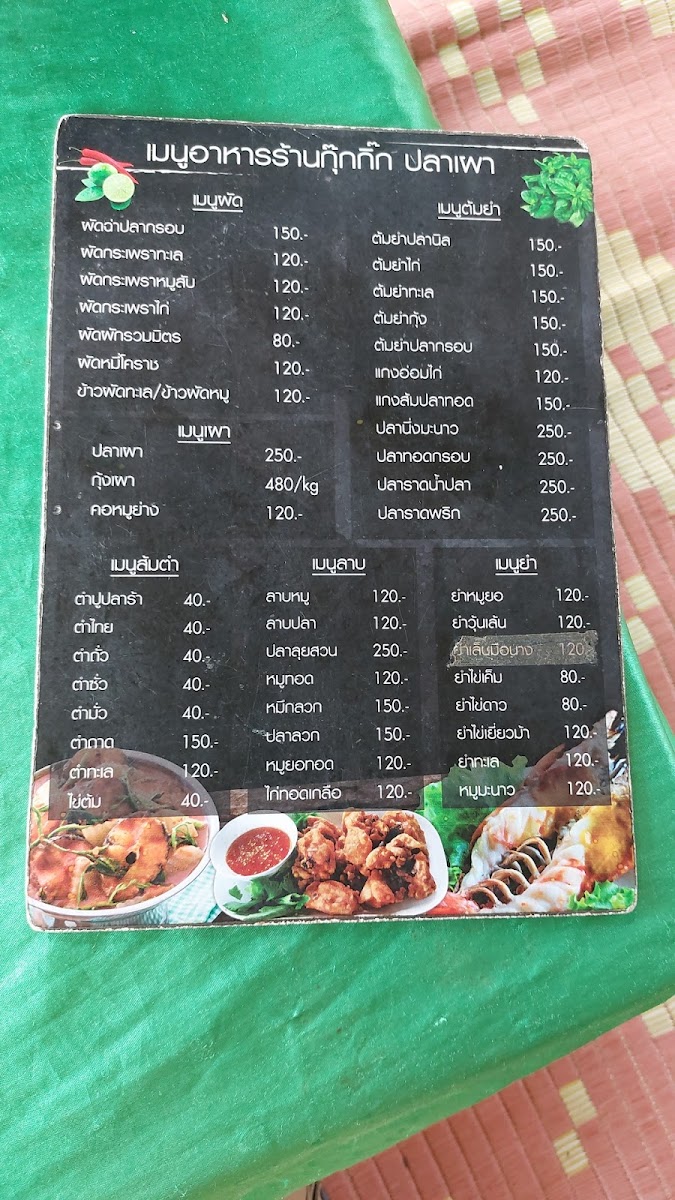 เมนูอาหารร้านกุ๊กกิ๊ก ปลาเผา
เมนูผัด
ผัดฉ่าปลากรอบ 150.-
ผัดกระเพราทะเล 120.-
ผัดกระเพราหมูสับ 120.-
ผัดกระเพราไก่ 120.-
ผัดผักรวมมิตร 80.-
ผัดหมี่โคราช 120.-
ข้าวผัดทะเล/ข้าวผัดหมู 120.-
เมนูต้มยำ
ต้มยำปลานิล 150.-
ต้มยำไก่ 150.-
ต้มยำทะเล 150.-
ต้มยำกุ้ง 150.-
ต้มยำปลากรอบ 150.-
แกงอ่อมไก่ 120.-
แกงส้มปลาทอด 150.-
ปลานึ่งมะนาว 250.-
ปลาทอดกรอบ 250.-
ปลาราดน้ำปลา 250.-
ปลาราดพริก 250.-
เมนูเผา
ปลาเผา 250.-
กุ้งเผา 480/kg
คอหมูย่าง 120.-
เมนูส้มตำ
ตำปูปลาร้า 40.-
ตำไทย 40.-
ตำถั่ว 40.-
ตำซั่ว 40.-
ตำมั่ว 40.-
ตำถาด 150.-
ตำทะเล 120.-
ไข่ต้ม 40.-
เมนูลาบ
ลาบหมู 120.-
ลาบปลา 120.-
ปลาลุยสวน 250.-
หมูทอด 120.-
หมึกลวก 150.-
ปลาลวก 150.-
หมูยอทอด 120.-
ไก่ทอดเกลือ 120.-
เมนูยำ
ยำหมูยอ 120.-
ยำวุ้นเส้น 120.-
ยำเล็บมือนาง 120
ยำไข่เค็ม 80.-
ยำไข่ดาว 80.-
ยำไข่เยี่ยวม้า 120.-
ยำทะเล 120.-
หมูมะนาว 120.-